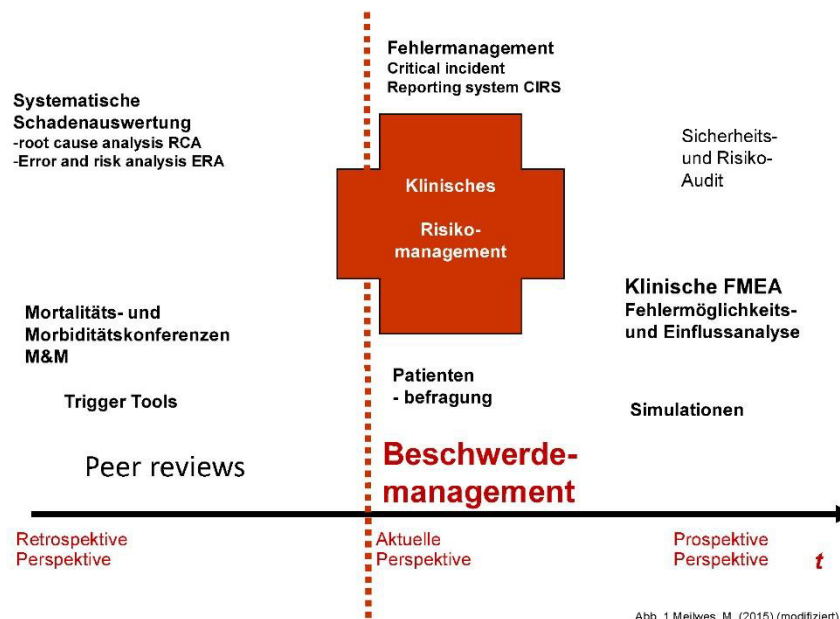 Fehlermanagement
Critical incident
Reporting system CIRS
Systematische
Schadenauswertung
-root cause analysis RCA
-Error and risk analysis ERA
Klinisches
Risiko-
management
Sicherheits-
und Risiko-
Audit
Mortalitäts- und
Morbiditätskonferenzen
M&M
Trigger Tools
Peer reviews
Patienten
- befragung
Beschwerde-
management
Klinische FMEA
Fehlermöglichkeits-
und Einflussanalyse
Simulationen
Retrospektive
Perspektive
Aktuelle
Perspektive
Prospektive
Perspektive
t
Abb. 1 Meilwes, M. (2015) (modifiziert)